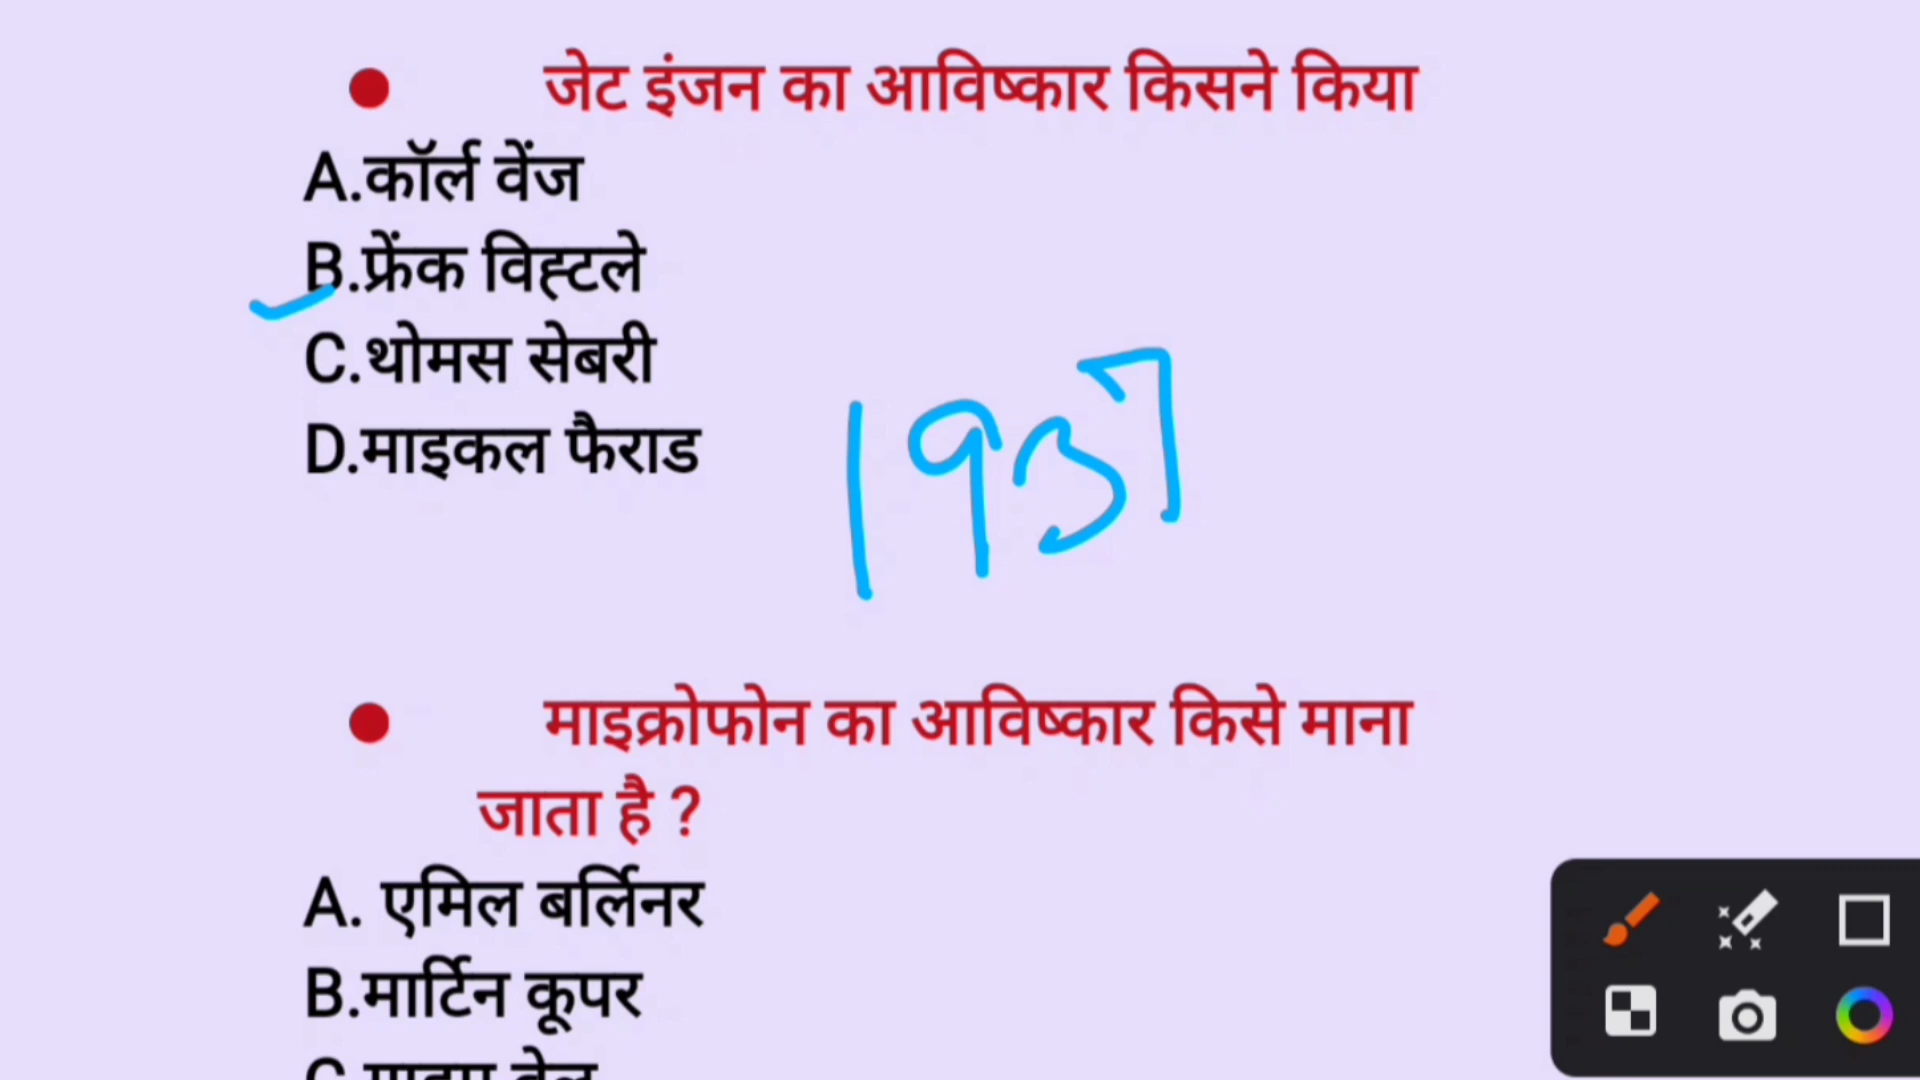 ● जेट इंजन का आविष्कार किसने किया
A.कॉर्ल वेंज
B.फ्रेंक विह्टले
C.थोमस सेबरी
D.माइकल फैराड
1937
● माइक्रोफोन का आविष्कार किसे माना
जाता है ?
A. एमिल बर्लिनर
B.मार्टिन कूपर